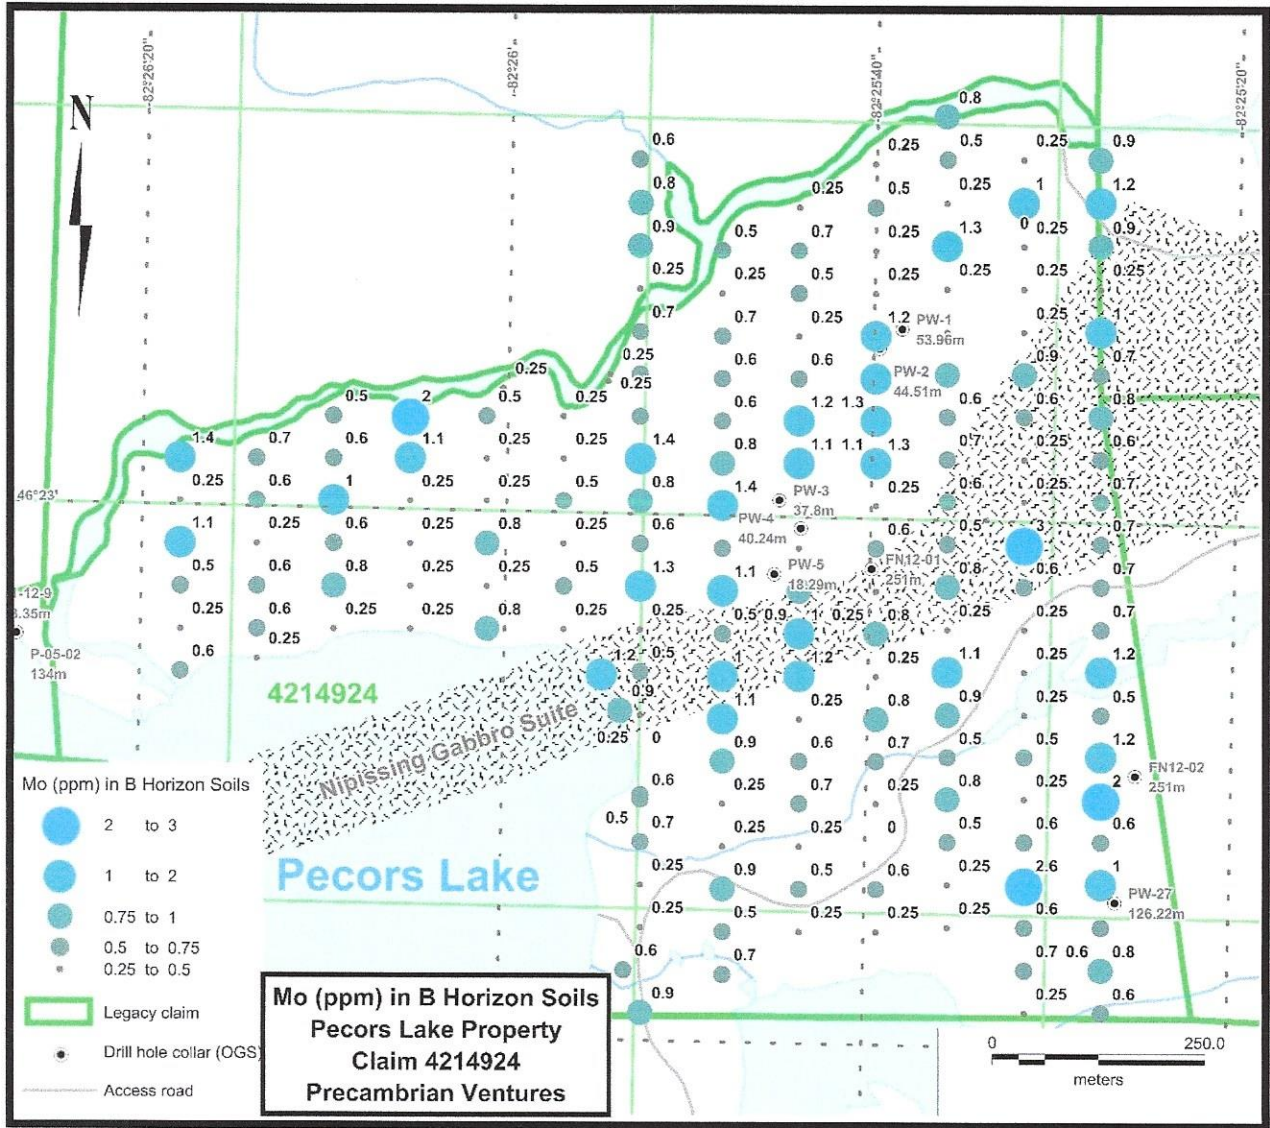 -82°26'20"
-82°26'
-82°25'40"
-82°25'20"
N
0.8
0.6 0.25 0.5 0.25 0.9
0.8 0.25 0.5 0.25 1 1.2
0.9 0.5 0.7 0.25 1.3 0 0.25 0.9
0.25 0.25 0.5 0.25 0.25 0.25 0.25
0.7 0.7 0.25 1.2 0.25 1
PW-1
53.96m
0.25 0.25 0.6 0.6 0.9 0.7
PW-2
44.51m
0.5 2 0.5 0.25 0.25 0.6 1.2 1.3 0.6 0.6 0.8
1.4 0.7 0.6 1.1 0.25 0.25 1.4 0.8 1.1 1.1 1.3 0.7 0.25 0.6
46°23'
0.25 0.6 1 0.25 0.25 0.5 0.8 1.4 0.25 0.6 0.25 0.7
PW-3
37.8m
1.1 0.25 0.6 0.25 0.8 0.25 0.6 0.6 0.5 3 0.7
PW-4
40.24m
0.5 0.6 0.8 0.25 0.25 0.5 1.3 1.1 0.8 0.6 0.7
PW-5
18.29m
FN12-01
251m
0.25 0.6 0.25 0.25 0.8 0.25 0.25 0.5 0.9 1 0.25 0.8 0.25 0.25 0.7
-12-9
.35m
P-05-02
134m
0.6 0.25 1.2 0.5 1 1.2 0.25 1.1 0.25 1.2
4214924
0.9 1.1 0.25 0.8 0.9 0.25 0.5
Nipissing Gabbro Suite
0.25 0 0.9 0.6 0.7 0.5 0.5 1.2
0.6 0.25 0.7 0.25 0.8 0.25 2
FN12-02
251m
0.5 0.7 0.25 0.25 0 0.5 0.6 0.6
Pecors Lake
0.25 0.9 0.5 0.6 0.25 2.6 1
PW-27
126.22m
0.25 0.5 0.25 0.25 0.25 0.6
0.6 0.7 0.7 0.6 0.8
0.9 0.25 0.6
Mo (ppm) in B Horizon Soils
2 to 3
1 to 2
0.75 to 1
0.5 to 0.75
0.25 to 0.5
Legacy claim
Drill hole collar (OGS)
Access road
Mo (ppm) in B Horizon Soils
Pecors Lake Property
Claim 4214924
Precambrian Ventures
0 250.0
meters